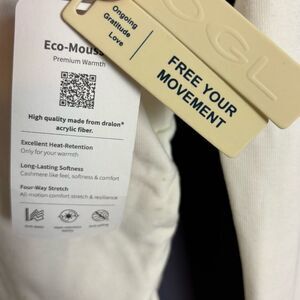 Eco-Mouss
Premium Warmth
High quality made from dralon®
acrylic fiber.
Excellent Heat-Retention
Only for your warmth
Long-Lasting Softness
Cashmere like feel, softness & comfort
Four-Way Stretch
All-motion comfort stretch & resilience
Ongoing
Gratitude
Love
FREE YOUR
MOVEMENT
OGL